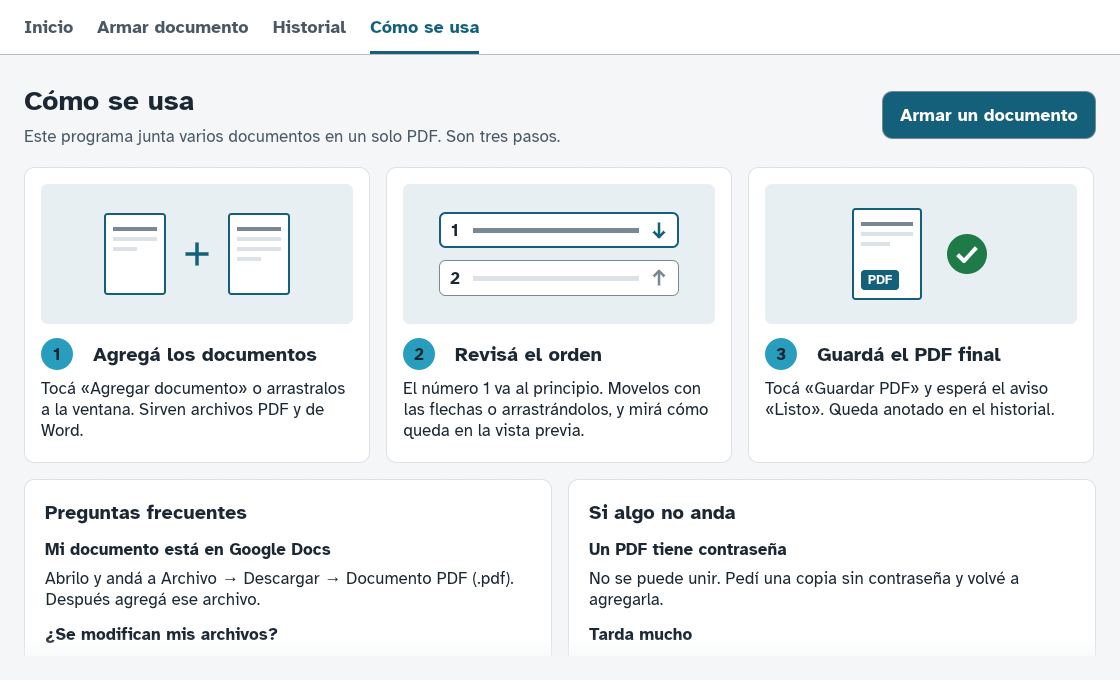 Inicio Armar documento Historial Cómo se usa
Cómo se usa
Este programa junta varios documentos en un solo PDF. Son tres pasos.
Armar un documento
1
2
PDF
1 Agregá los documentos
Tocá «Agregar documento» o arrastralos
a la ventana. Sirven archivos PDF y de
Word.
2 Revisá el orden
El número 1 va al principio. Movelos con
las flechas o arrastrándolos, y mirá cómo
queda en la vista previa.
3 Guardá el PDF final
Tocá «Guardar PDF» y esperá el aviso
«Listo». Queda anotado en el historial.
Preguntas frecuentes
Mi documento está en Google Docs
Abrilo y andá a Archivo → Descargar → Documento PDF (.pdf).
Después agregá ese archivo.
¿Se modifican mis archivos?
Si algo no anda
Un PDF tiene contraseña
No se puede unir. Pedí una copia sin contraseña y volvé a
agregarla.
Tarda mucho